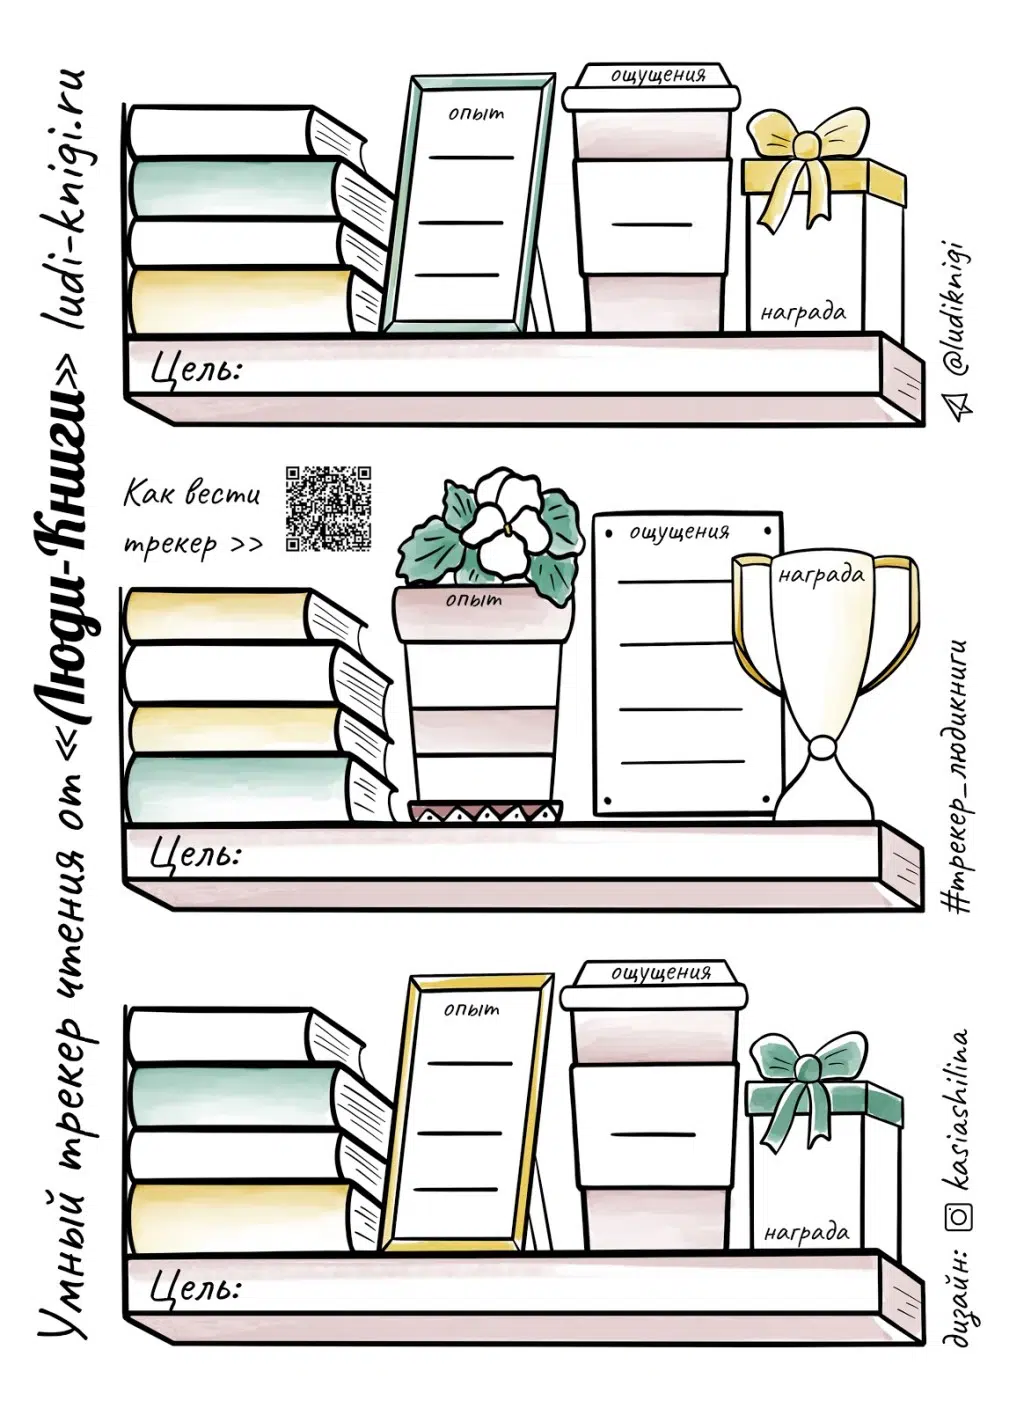 Умный трекер чтения от «Люди-Книги» ludi-knigi.ru
опыт
ощущения
награда
Цель:
@ludiknigi
Как вести
трекер >>
опыт
ощущения
награда
Цель:
#трекер_людикниги
опыт
ощущения
награда
Цель:
дизайн: kasiashilina